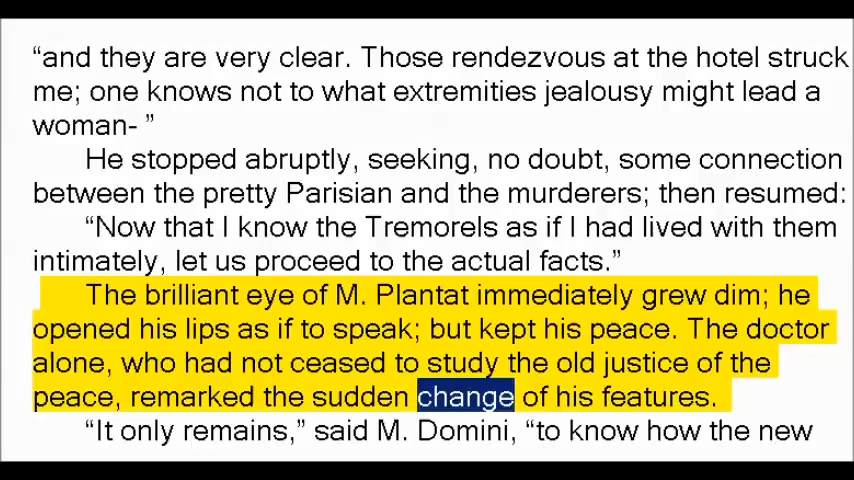 “and they are very clear. Those rendezvous at the hotel struck
me; one knows not to what extremities jealousy might lead a
woman- ”
He stopped abruptly, seeking, no doubt, some connection
between the pretty Parisian and the murderers; then resumed:
“Now that I know the Tremorels as if I had lived with them
intimately, let us proceed to the actual facts.”
The brilliant eye of M. Plantat immediately grew dim; he
opened his lips as if to speak; but kept his peace. The doctor
alone, who had not ceased to study the old justice of the
peace, remarked the sudden change of his features.
“It only remains,” said M. Domini, “to know how the new